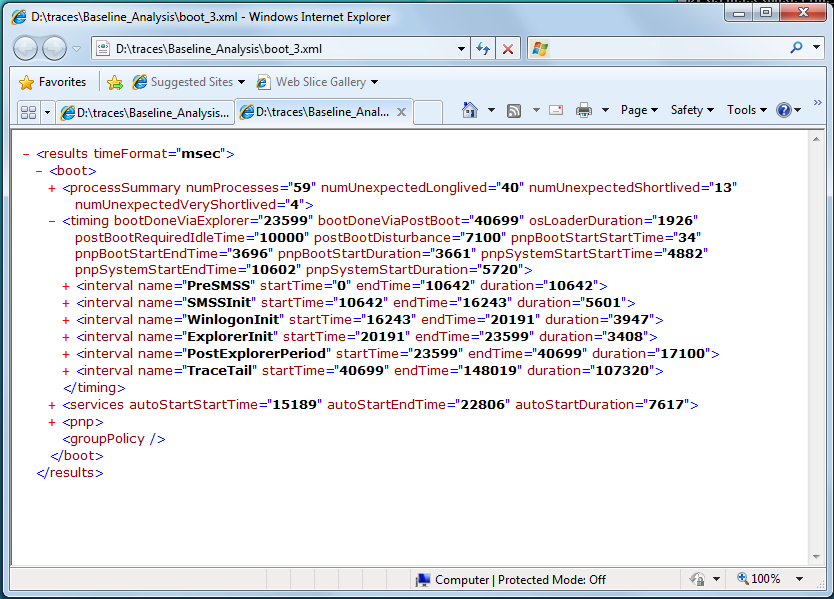 D:\traces\Baseline_Analysis\boot_3.xml - Windows Internet Explorer
D:\traces\Baseline_Analysis\boot_3.xml
Favorites Suggested Sites Web Slice Gallery
D:\traces\Baseline_Analysis... D:\traces\Baseline_Anal... Page Safety Tools
- <results timeFormat="msec">
- <boot>
+ <processSummary numProcesses="59" numUnexpectedLonglived="40" numUnexpectedShortlived="13"
numUnexpectedVeryShortlived="4">
- <timing bootDoneViaExplorer="23599" bootDoneViaPostBoot="40699" osLoaderDuration="1926"
postBootRequiredIdleTime="10000" postBootDisturbance="7100" pnpBootStartStartTime="34"
pnpBootStartEndTime="3696" pnpBootStartDuration="3661" pnpSystemStartStartTime="4882"
pnpSystemStartEndTime="10602" pnpSystemStartDuration="5720">
+ <interval name="PreSMSS" startTime="0" endTime="10642" duration="10642">
+ <interval name="SMSSInit" startTime="10642" endTime="16243" duration="5601">
+ <interval name="WinlogonInit" startTime="16243" endTime="20191" duration="3947">
+ <interval name="ExplorerInit" startTime="20191" endTime="23599" duration="3408">
+ <interval name="PostExplorerPeriod" startTime="23599" endTime="40699" duration="17100">
+ <interval name="TraceTail" startTime="40699" endTime="148019" duration="107320">
</timing>
+ <services autoStartStartTime="15189" autoStartEndTime="22806" autoStartDuration="7617">
+ <pnp>
<groupPolicy />
</boot>
</results>
Computer | Protected Mode: Off 100%